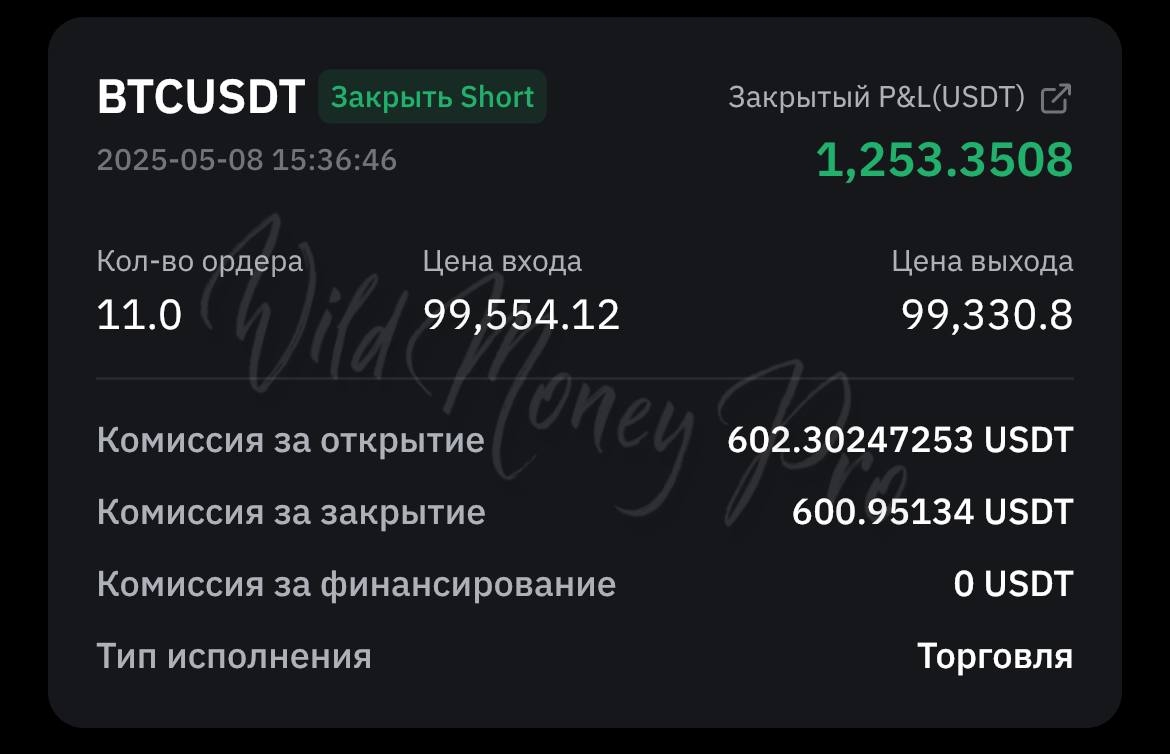 BTCUSDT Закрыть Short
Закрытый P&L(USDT)
2025-05-08 15:36:46
1,253.3508
Кол-во ордера Цена входа Цена выхода
11.0 99,554.12 99,330.8
Wild Money Pro
Комиссия за открытие 602.30247253 USDT
Комиссия за закрытие 600.95134 USDT
Комиссия за финансирование 0 USDT
Тип исполнения Торговля